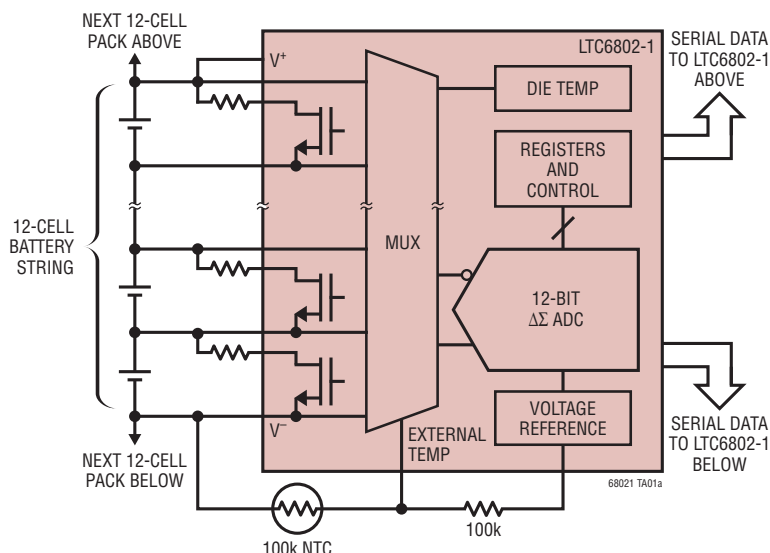 NEXT 12-CELL
PACK ABOVE
V+
LTC6802-1
SERIAL DATA
TO LTC6802-1
ABOVE
DIE TEMP
REGISTERS
AND
CONTROL
12-CELL
BATTERY
STRING
MUX
12-BIT
ΔΣ ADC
VOLTAGE
REFERENCE
V−
EXTERNAL
TEMP
NEXT 12-CELL
PACK BELOW
SERIAL DATA
TO LTC6802-1
BELOW
68021 TA01a
100k NTC
100k